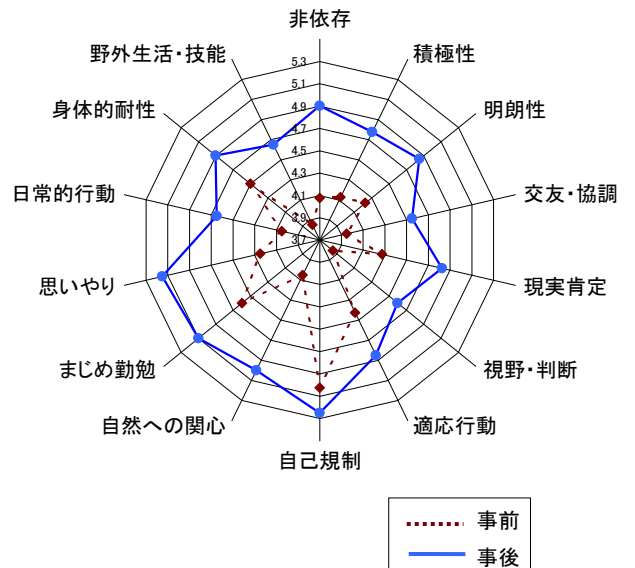 非依存
野外生活・技能
積極性
5.3
5.1
身体的耐性
4.9
明朗性
4.7
4.5
4.3
日常的行動
4.1
交友・協調
3.9
3.7
思いやり
現実肯定
まじめ勤勉
視野・判断
自然への関心
適応行動
自己規制
事前
事後